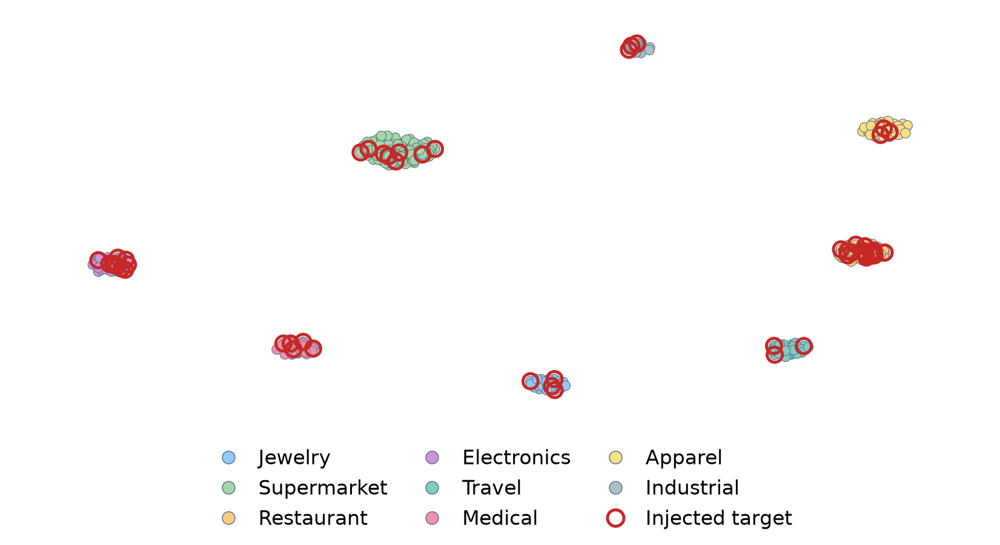 Jewelry
Supermarket
Restaurant
Electronics
Travel
Medical
Apparel
Industrial
Injected target